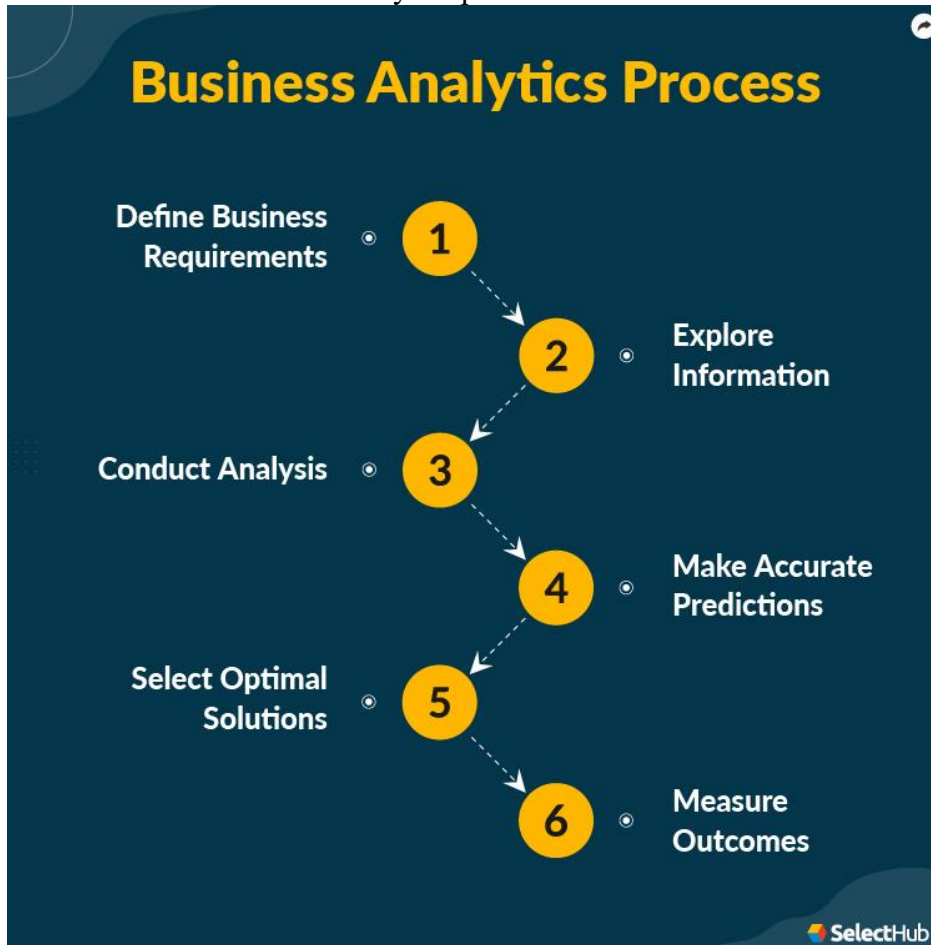 Business Analytics Process
Define Business
Requirements
1
2
Explore
Information
Conduct Analysis
3
4
Make Accurate
Predictions
Select Optimal
Solutions
5
6
Measure
Outcomes
SelectHub